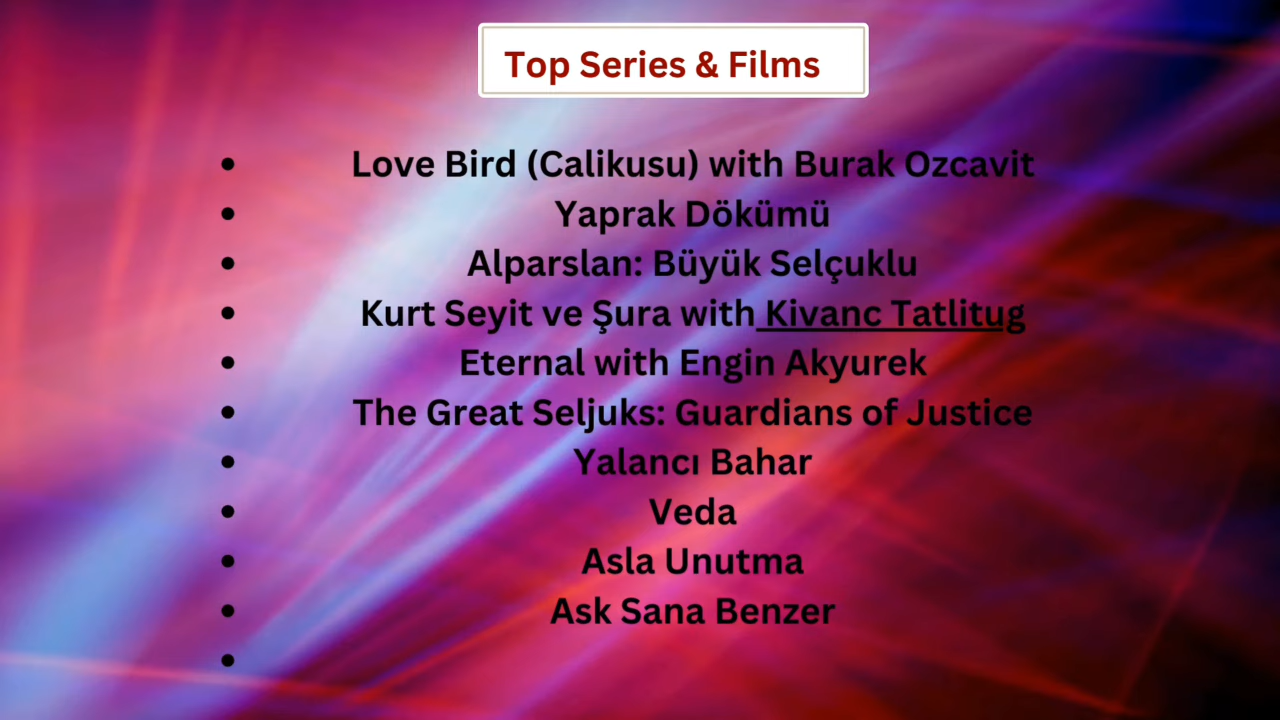 Top Series & Films
• Love Bird (Calikusu) with Burak Ozcavit
• Yaprak Dökümü
• Alparslan: Büyük Selçuklu
• Kurt Seyit ve Şura with Kivanc Tatlitug
• Eternal with Engin Akyurek
• The Great Seljuks: Guardians of Justice
• Yalancı Bahar
• Veda
• Asla Unutma
• Ask Sana Benzer
•